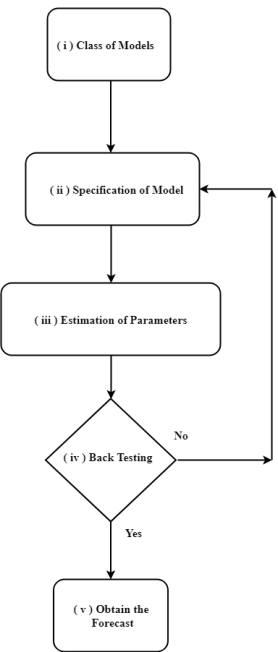 ( i ) Class of Models
( ii ) Specification of Model
( iii ) Estimation of Parameters
No
( iv ) Back Testing
Yes
( v ) Obtain the
Forecast